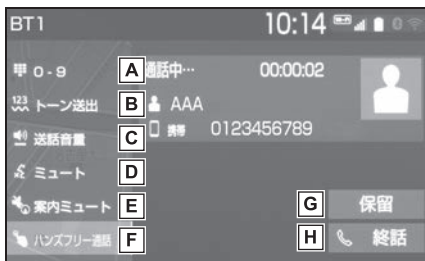 BT1
10:14
0-9
A
通話中…
00:00:02
123
トーン送出
B
AAA
送話音量
C
携帯
0123456789
ミュート
D
案内ミュート
E
G
保留
ハンズフリー通話
F
H
終話